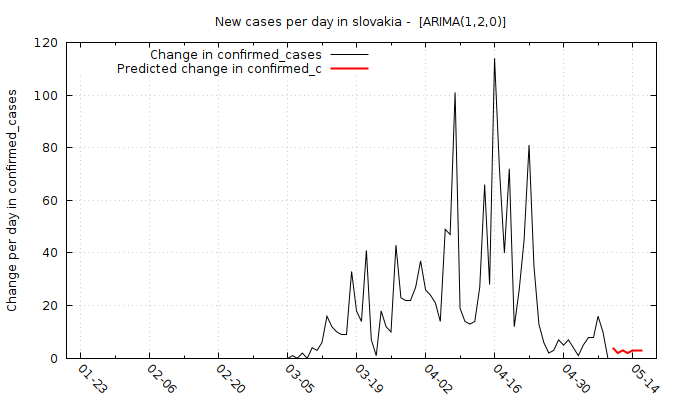 New cases per day in slovakia -  [ARIMA(1,2,0)]
Change in confirmed_cases
Predicted change in confirmed_c
Change per day in confirmed_cases
120
100
80
60
40
20
0
01-23 02-06 02-20 03-05 03-19 04-02 04-16 04-30 05-14